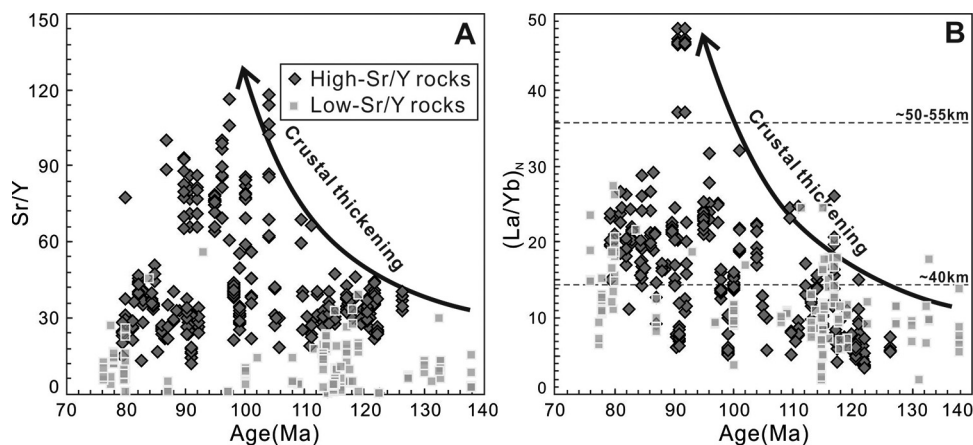 150
120
90
60
30
0
Sr/Y
A
High-Sr/Y rocks
Low-Sr/Y rocks
Crustal thickening
70 80 90 100 110 120 130 140
Age(Ma)
50
40
30
20
10
0
(La/Yb)N
B
~50-55km
Crustal thickening
~40km
70 80 90 100 110 120 130 140
Age(Ma)